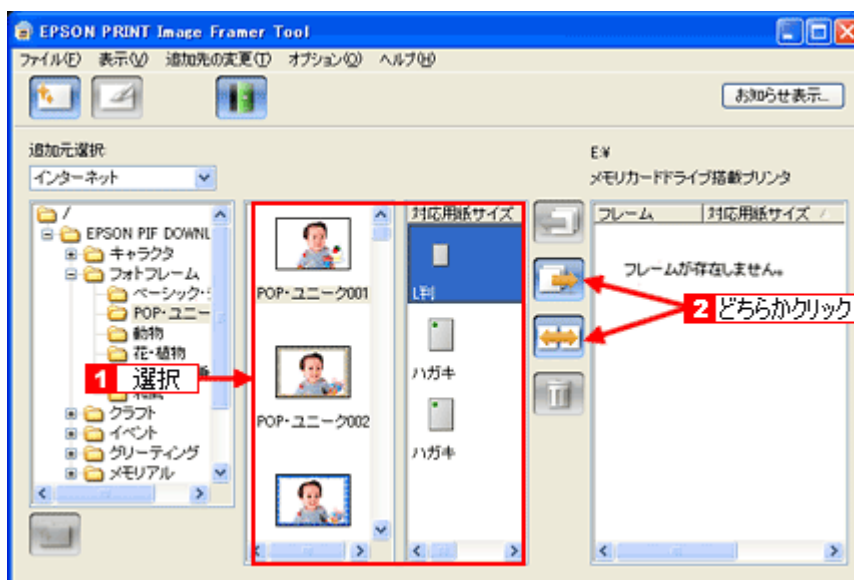 EPSON PRINT Image Framer Tool
ファイル(F) 表示(V) 追加先の変更(T) オプション(O) ヘルプ(H)
お知らせ表示...
追加元選択:
インターネット
E:¥
メモリカードドライブ搭載プリンタ
/
EPSON PIF DOWNL
キャラクタ
フォトフレーム
ベーシック・
POP・ユニー
動物
花・植物
クラフト
イベント
グリーティング
メモリアル
POP・ユニーク001
POP・ユニーク002
対応用紙サイズ
L判
ハガキ
ハガキ
フレーム 対応用紙サイズ
フレームが存在しません。
1 選択
2 どちらかクリック